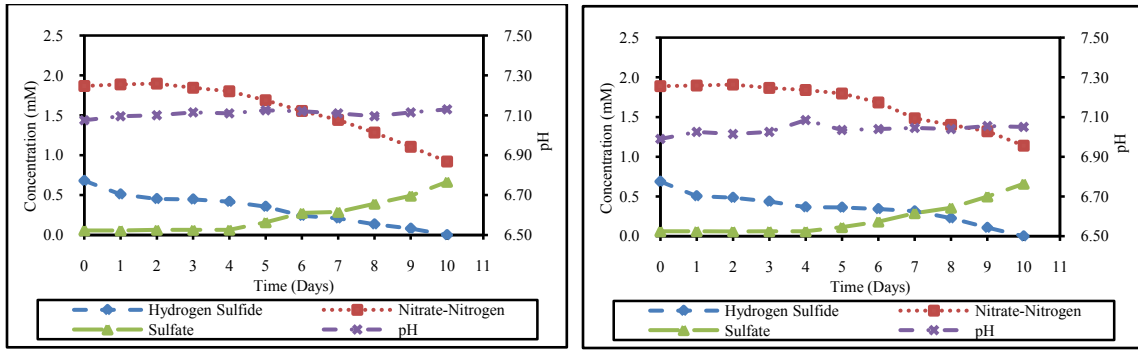 2.5
2.0
1.5
1.0
0.5
0.0
Concentration (mM)
7.50
7.30
7.10
6.90
6.70
6.50
pH
0 1 2 3 4 5 6 7 8 9 10 11
Time (Days)
Hydrogen Sulfide Nitrate-Nitrogen
Sulfate pH
2.5
2.0
1.5
1.0
0.5
0.0
Concentration (mM)
7.50
7.30
7.10
6.90
6.70
6.50
pH
0 1 2 3 4 5 6 7 8 9 10 11
Time (Days)
Hydrogen Sulfide Nitrate-Nitrogen
Sulfate pH